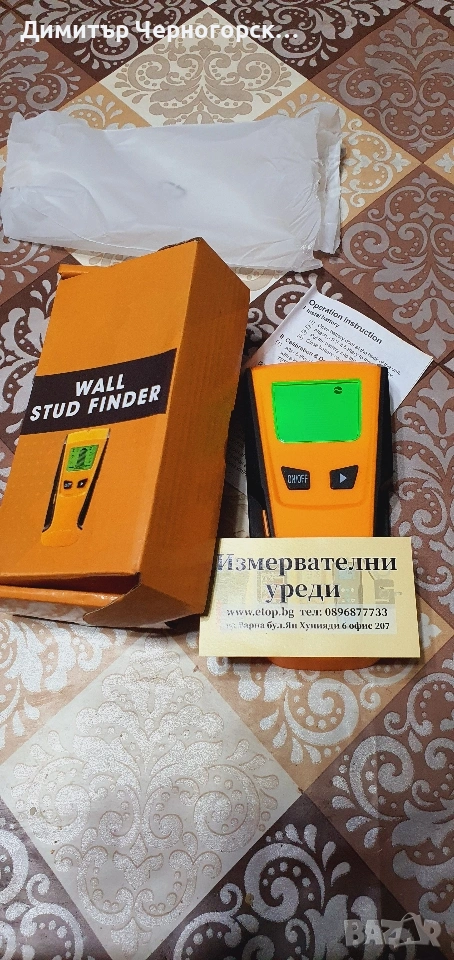 Димитър Черногорск...
Operation instruction
WALL
STUD FINDER
ON/OFF
Измервателни
уреди
www.etop.bg тел: 0896877733
гр. Варна бул.Ян Хунияди 6 офис 207
BAZAR